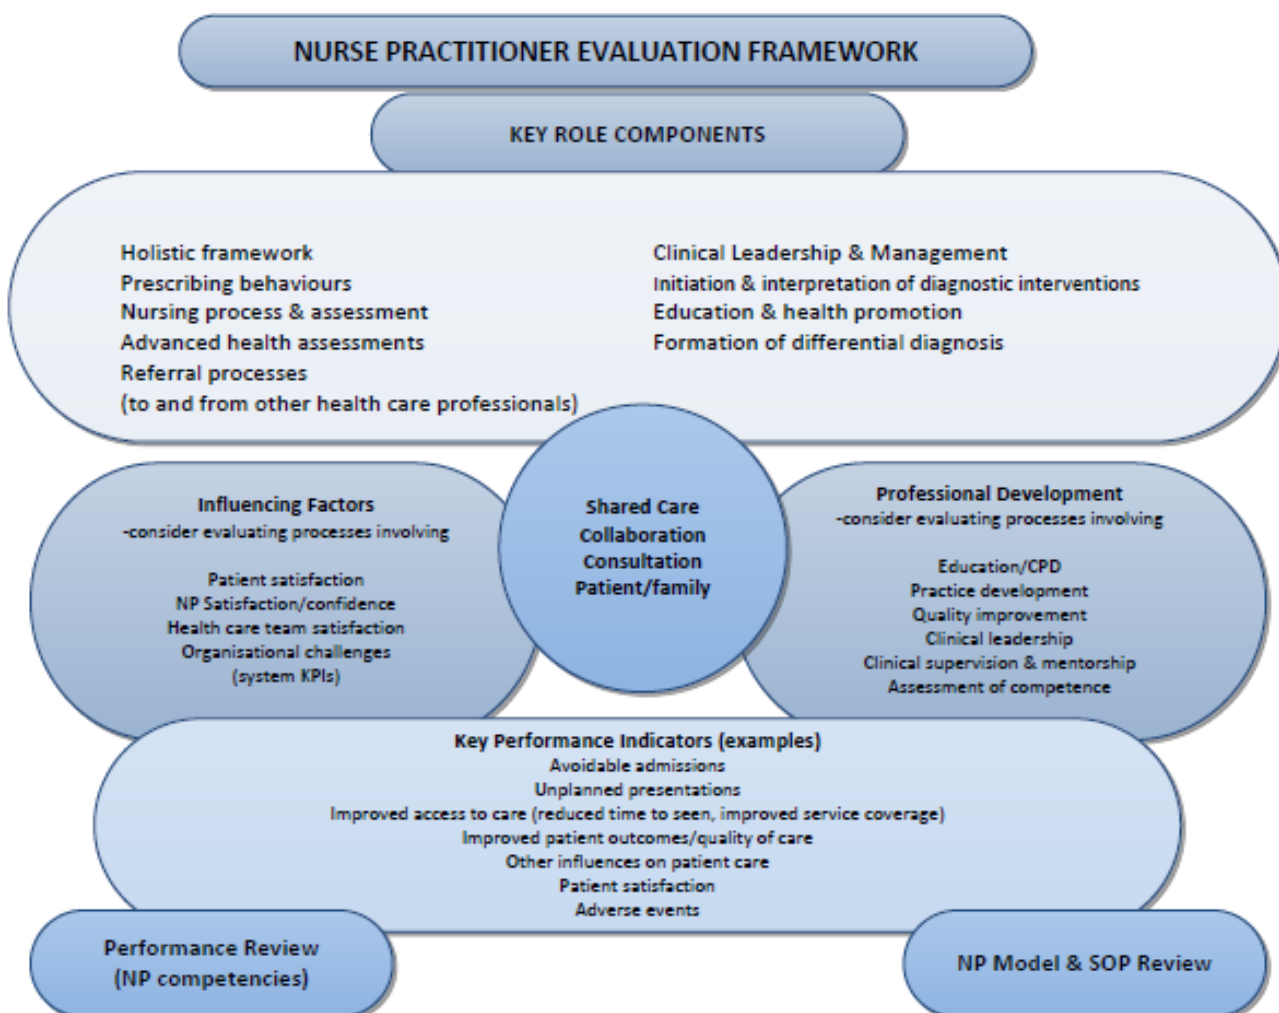 NURSE PRACTITIONER EVALUATION FRAMEWORK
KEY ROLE COMPONENTS
Holistic framework
Prescribing behaviours
Nursing process & assessment
Advanced health assessments
Referral processes
(to and from other health care professionals)
Clinical Leadership & Management
Initiation & interpretation of diagnostic interventions
Education & health promotion
Formation of differential diagnosis
Influencing Factors
-consider evaluating processes involving
Patient satisfaction
NP Satisfaction/confidence
Health care team satisfaction
Organisational challenges
(system KPIs)
Shared Care
Collaboration
Consultation
Patient/family
Professional Development
-consider evaluating processes involving
Education/CPD
Practice development
Quality improvement
Clinical leadership
Clinical supervision & mentorship
Assessment of competence
Key Performance Indicators (examples)
Avoidable admissions
Unplanned presentations
Improved access to care (reduced time to seen, improved service coverage)
Improved patient outcomes/quality of care
Other influences on patient care
Patient satisfaction
Adverse events
Performance Review
(NP competencies)
NP Model & SOP Review